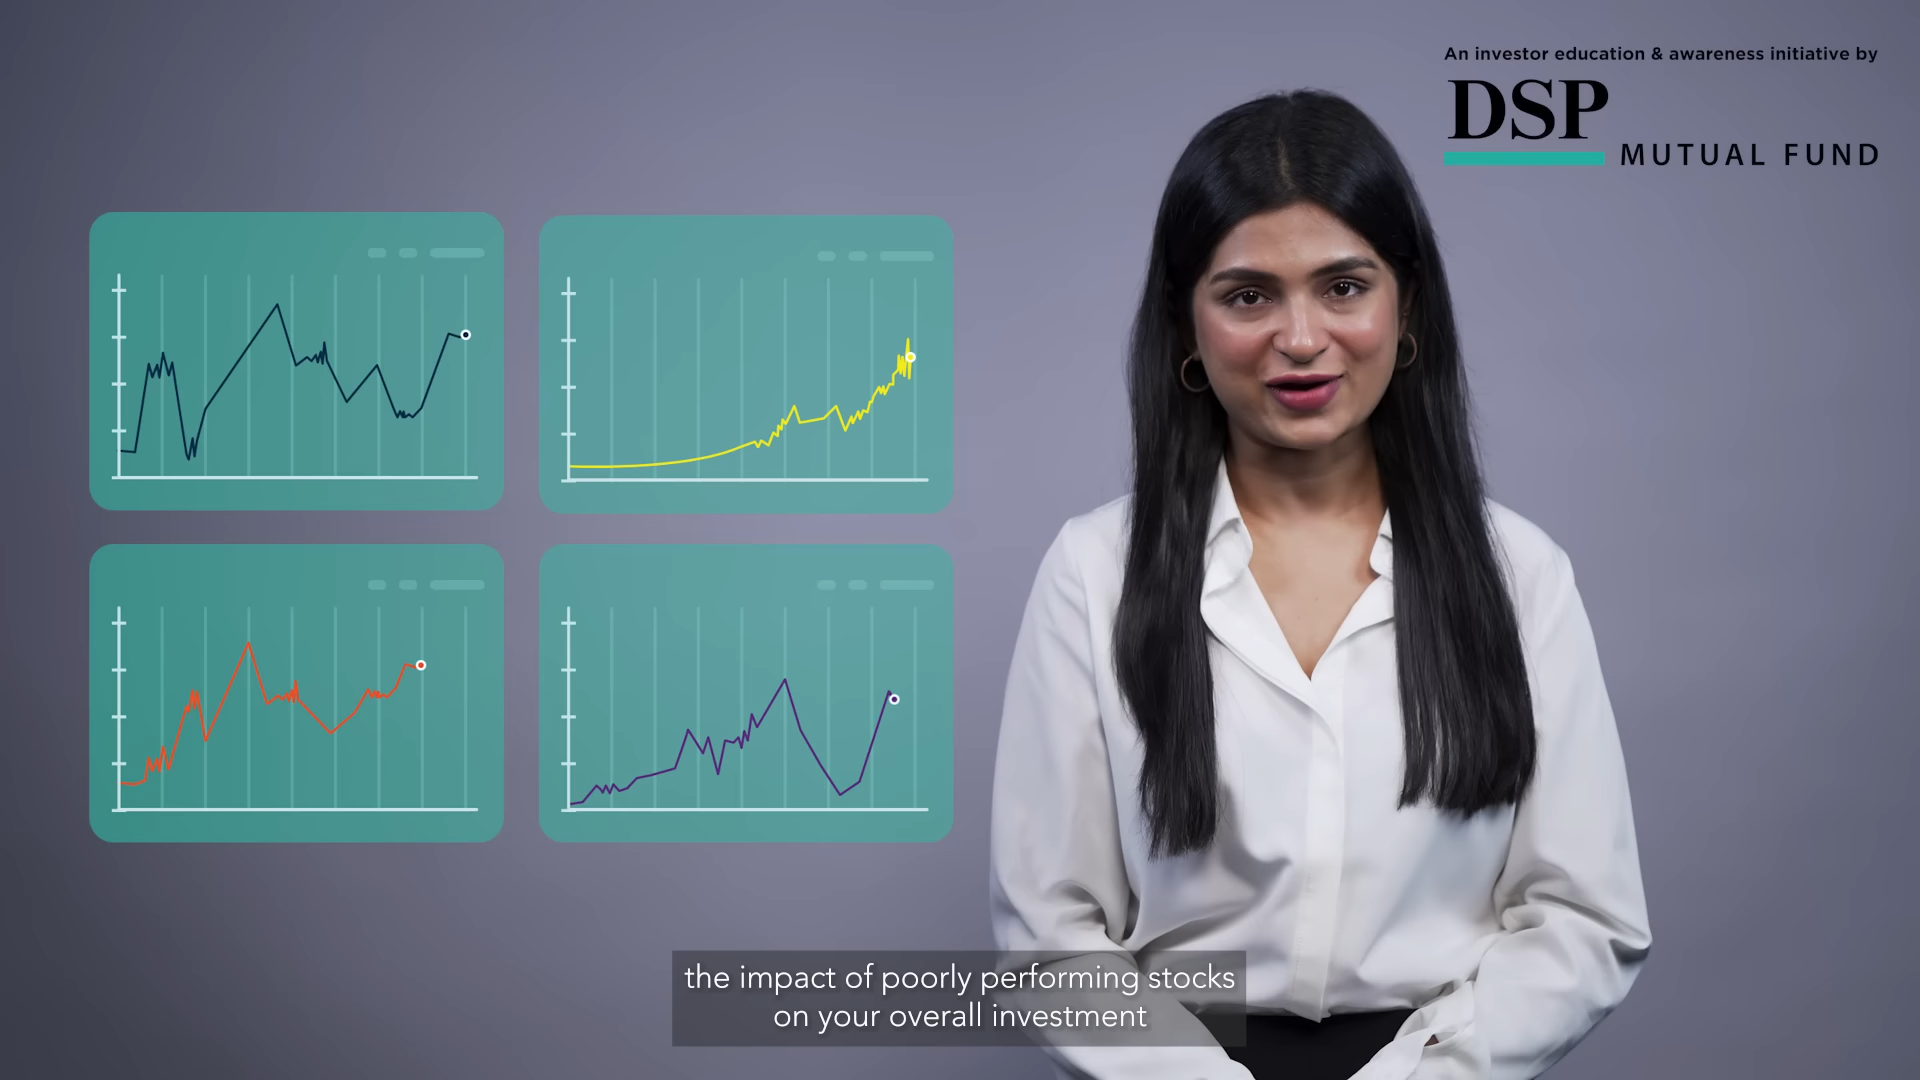 An investor education & awareness initiative by
DSP
MUTUAL FUND
the impact of poorly performing stocks
on your overall investment